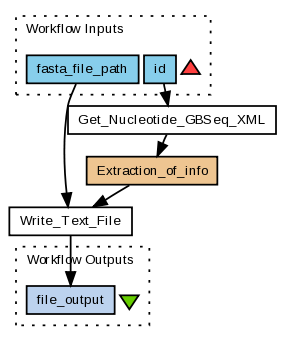 Workflow Inputs
fasta_file_path
id
Get_Nucleotide_GBSeq_XML
Extraction_of_info
Write_Text_File
Workflow Outputs
file_output